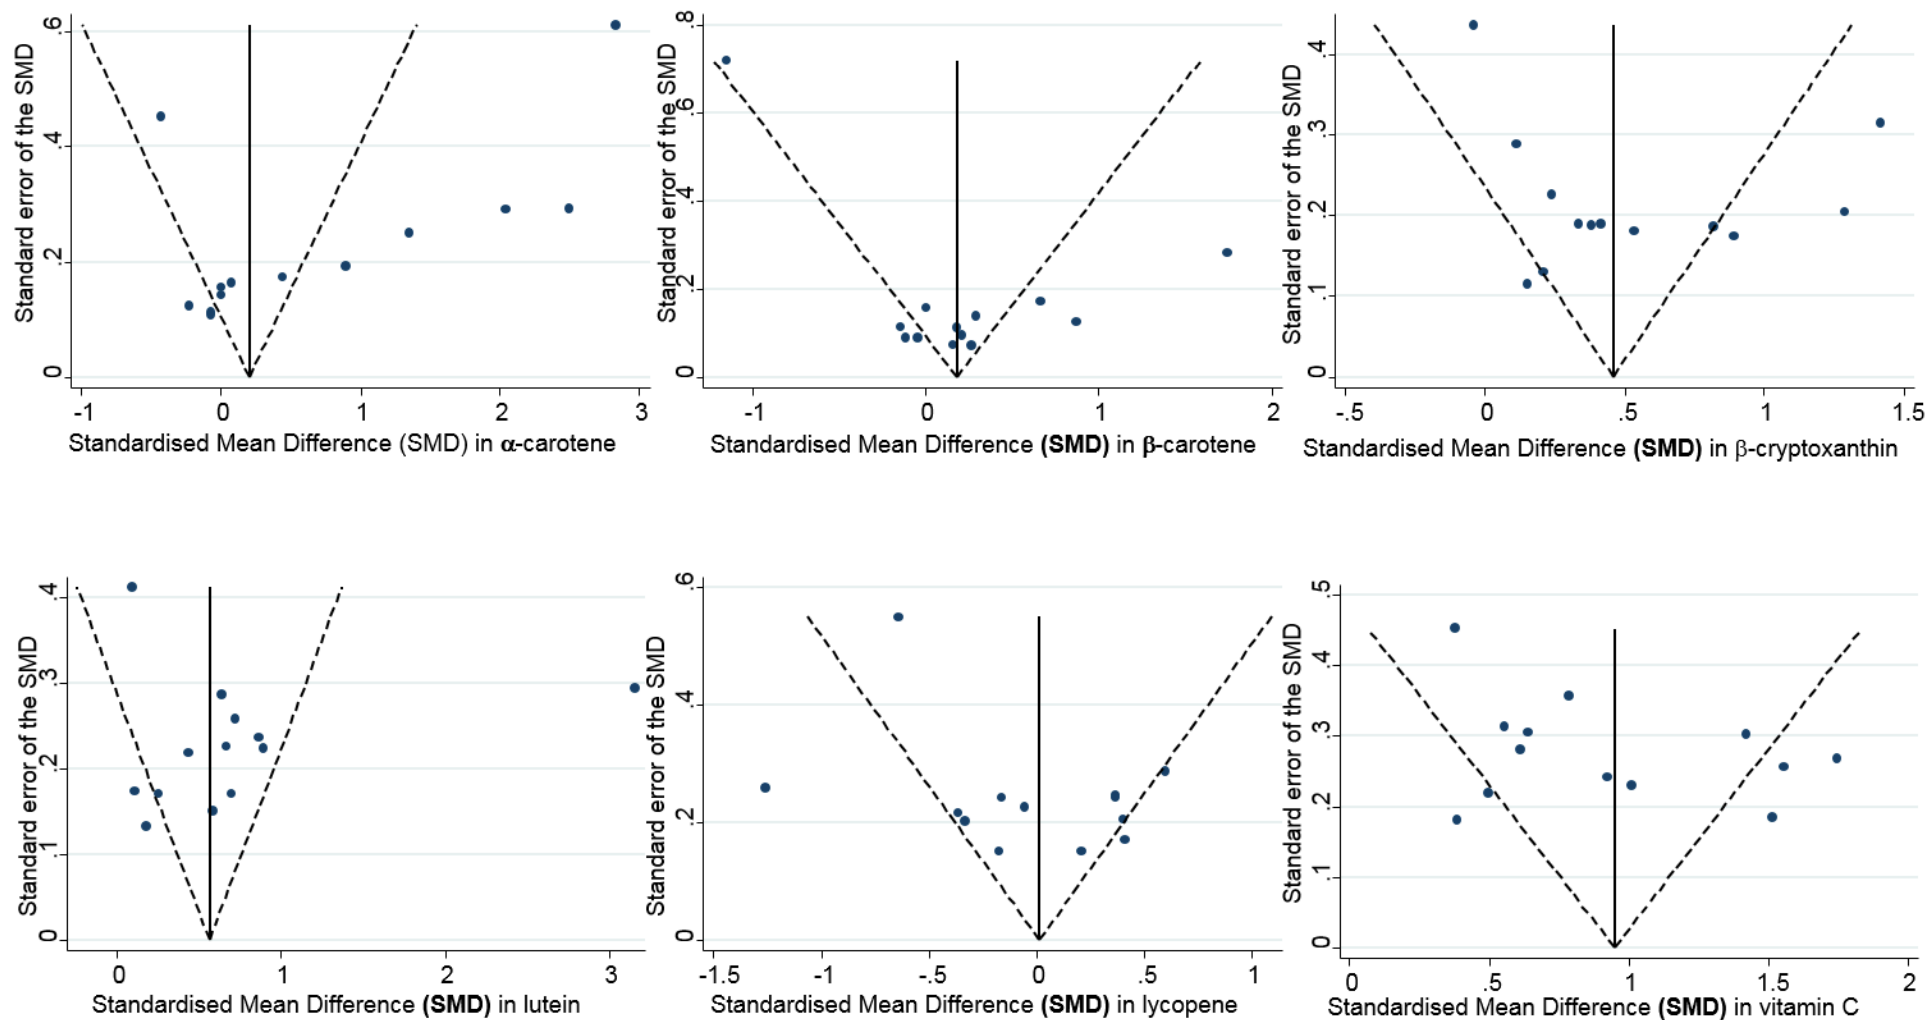 Standard error of the SMD
.6
.4
.2
0
-1 0 1 2 3
Standardised Mean Difference (SMD) in α-carotene
Standard error of the SMD
.8
.6
.4
.2
0
-1 0 1 2
Standardised Mean Difference (SMD) in β-carotene
Standard error of the SMD
.4
.3
.2
.1
0
-.5 0 .5 1 1.5
Standardised Mean Difference (SMD) in β-cryptoxanthin
Standard error of the SMD
.4
.3
.2
.1
0
0 1 2 3
Standardised Mean Difference (SMD) in lutein
Standard error of the SMD
.6
.4
.2
0
-1.5 -1 -.5 0 .5 1
Standardised Mean Difference (SMD) in lycopene
Standard error of the SMD
.5
.4
.3
.2
.1
0
0 .5 1 1.5 2
Standardised Mean Difference (SMD) in vitamin C